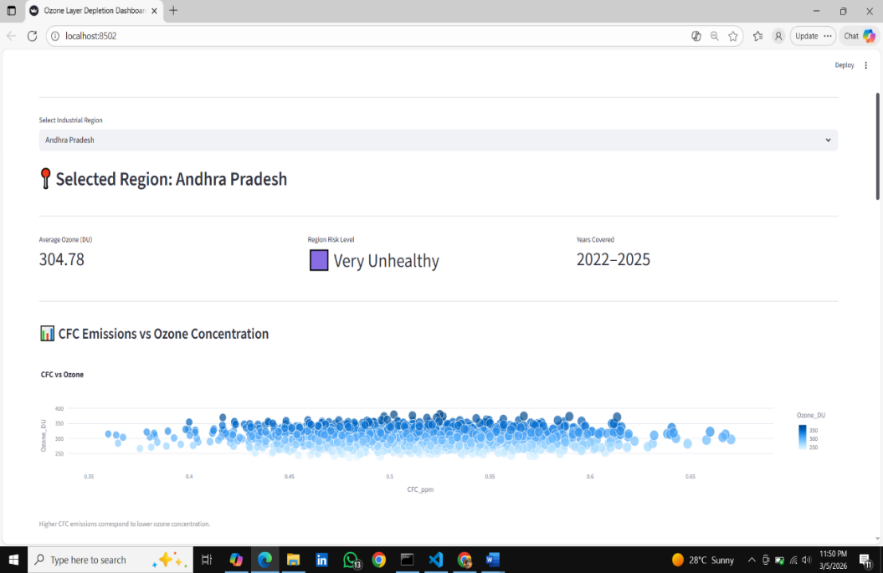 Ozone Layer Depletion Dashboar
localhost:8502
Update
Chat
Deploy
Select Industrial Region
Andhra Pradesh
Selected Region: Andhra Pradesh
Average Ozone (DU)
304.78
Region Risk Level
Very Unhealthy
Years Covered
2022–2025
CFC Emissions vs Ozone Concentration
CFC vs Ozone
Ozone_DU
400
350
300
250
0.35
0.4
0.45
0.5
0.55
0.6
0.65
CFC_ppm
Ozone_DU
350
300
250
Higher CFC emissions correspond to lower ozone concentration.
Type here to search
13
28°C Sunny
11:50 PM
3/5/2026
11